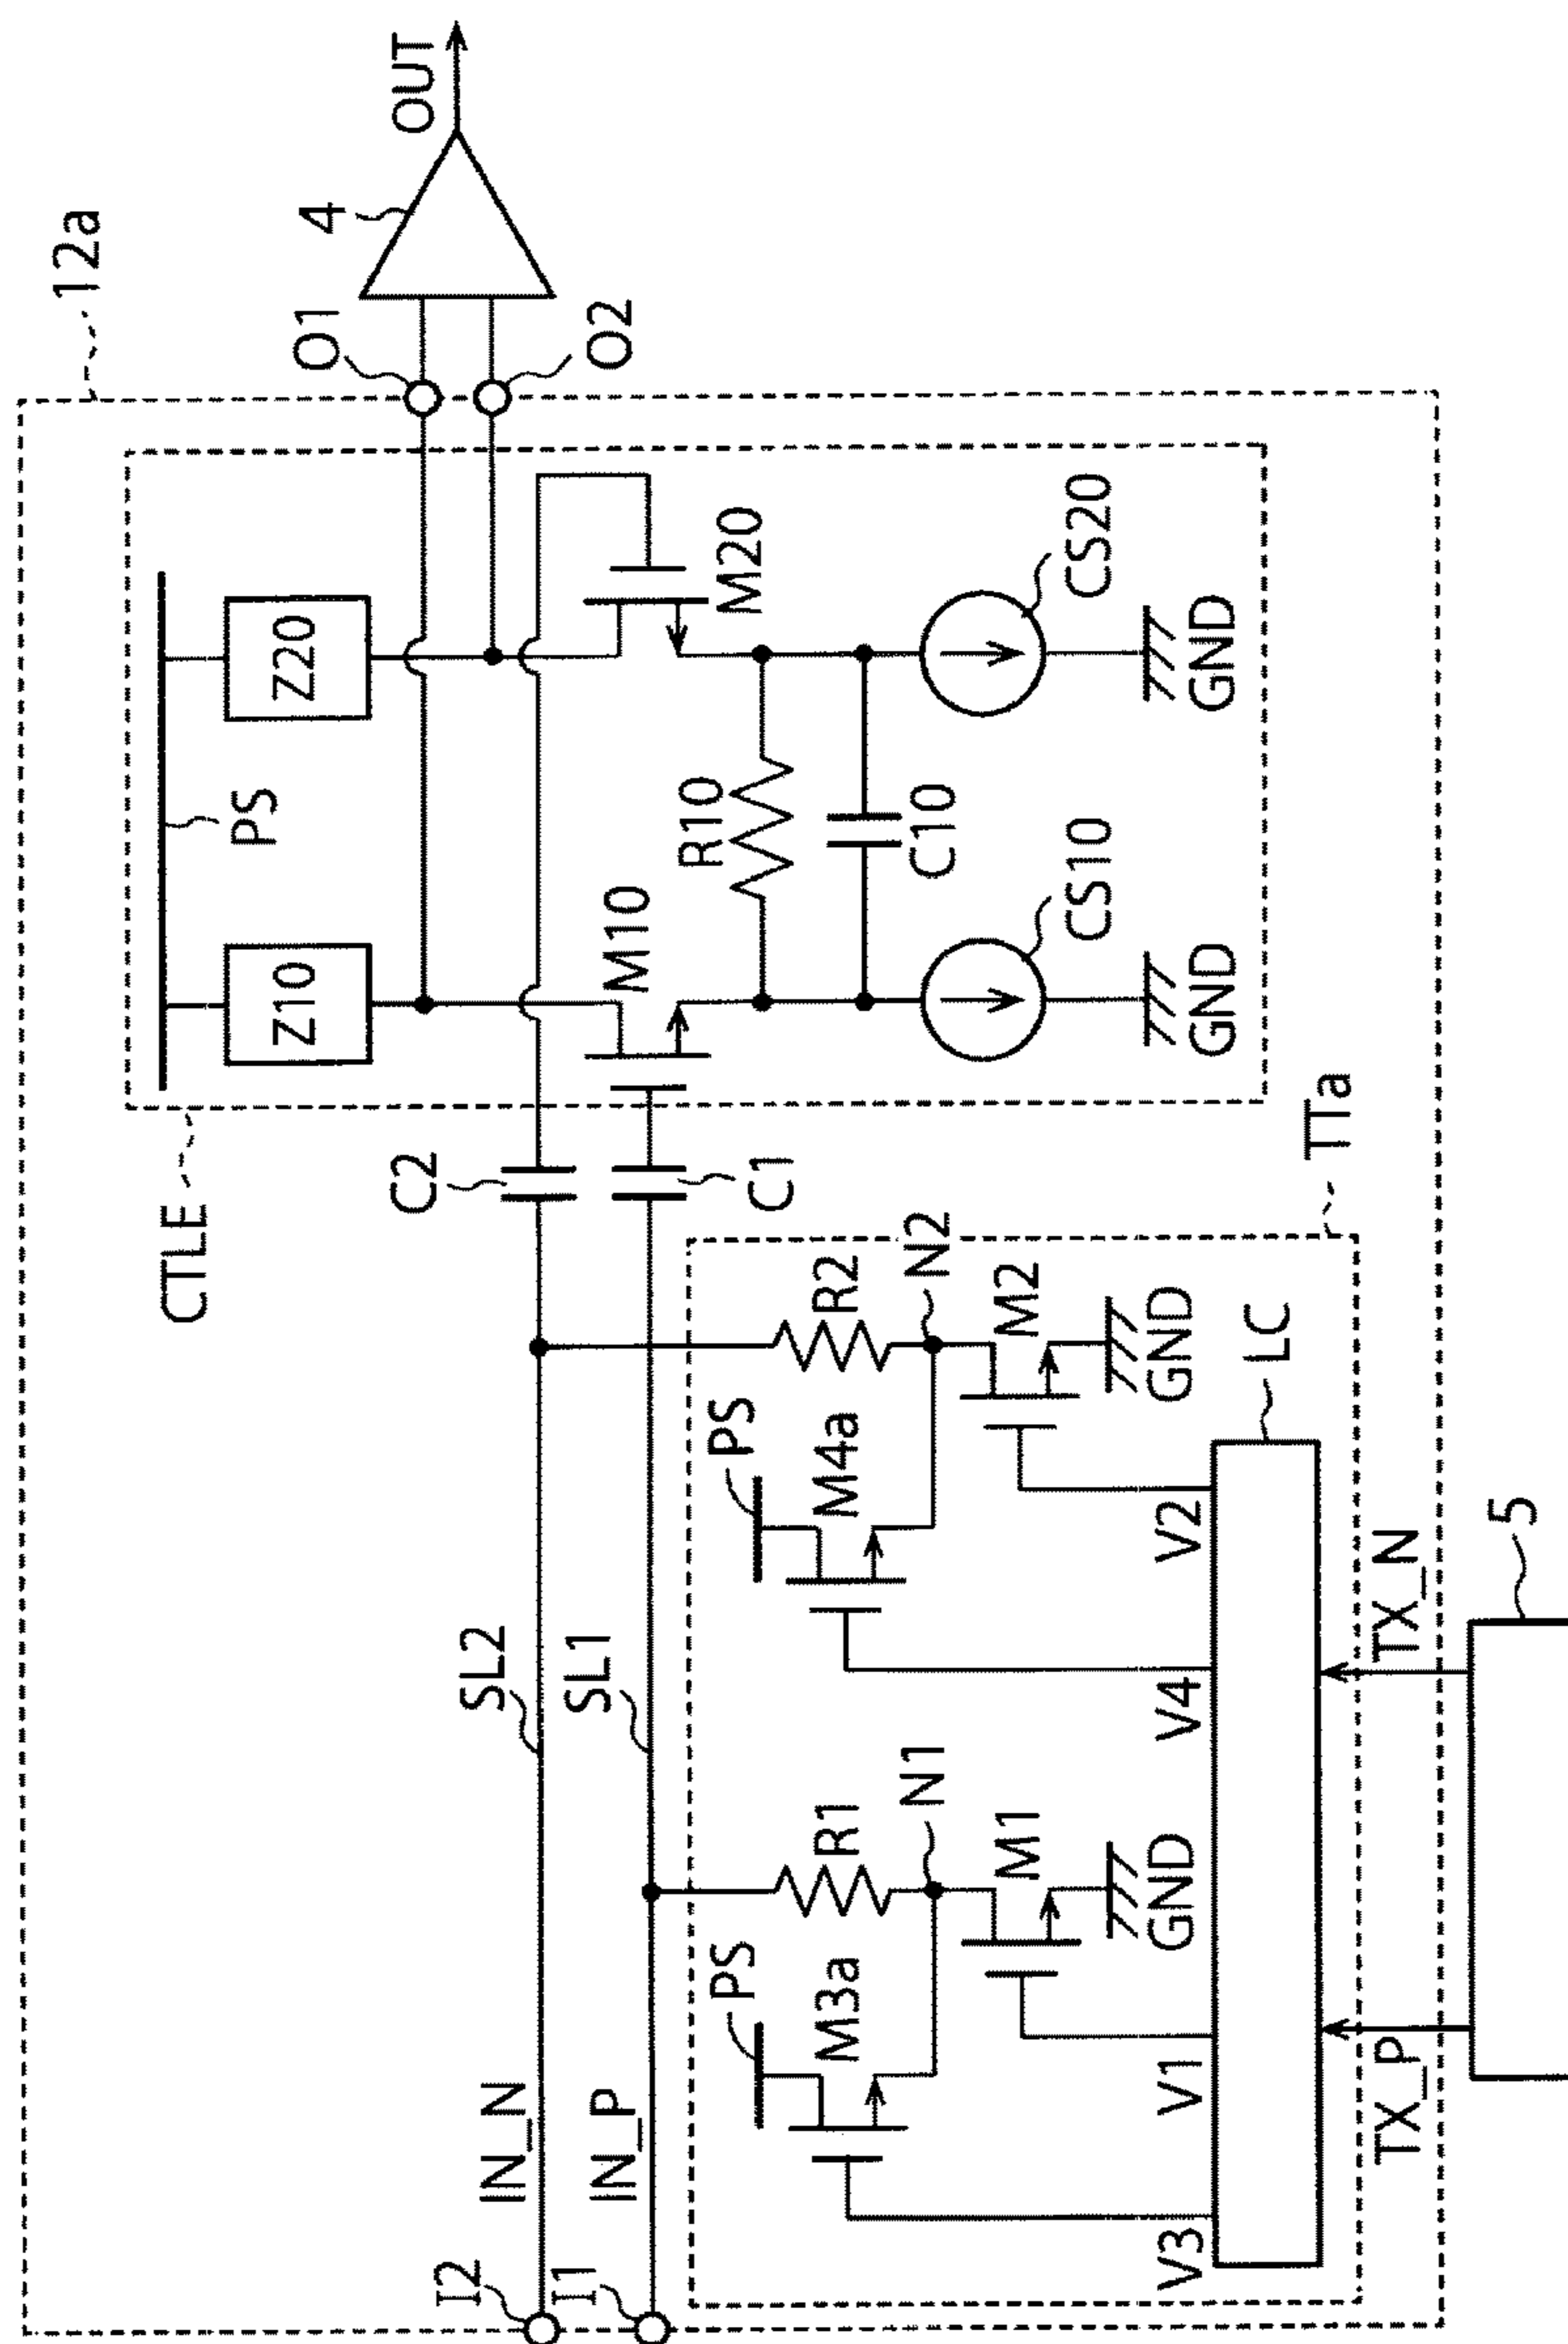 12a
CTLE
PS
Z10
Z20
O1
O2
4
OUT
I2
IN_N
SL2
C2
M10
M20
I1
IN_P
SL1
C1
R10
C10
CS10
CS20
GND
GND
PS
M3a
R1
N1
M1
GND
PS
M4a
R2
N2
M2
GND
V3
V1
V4
V2
LC
TTa
TX_P
TX_N
5